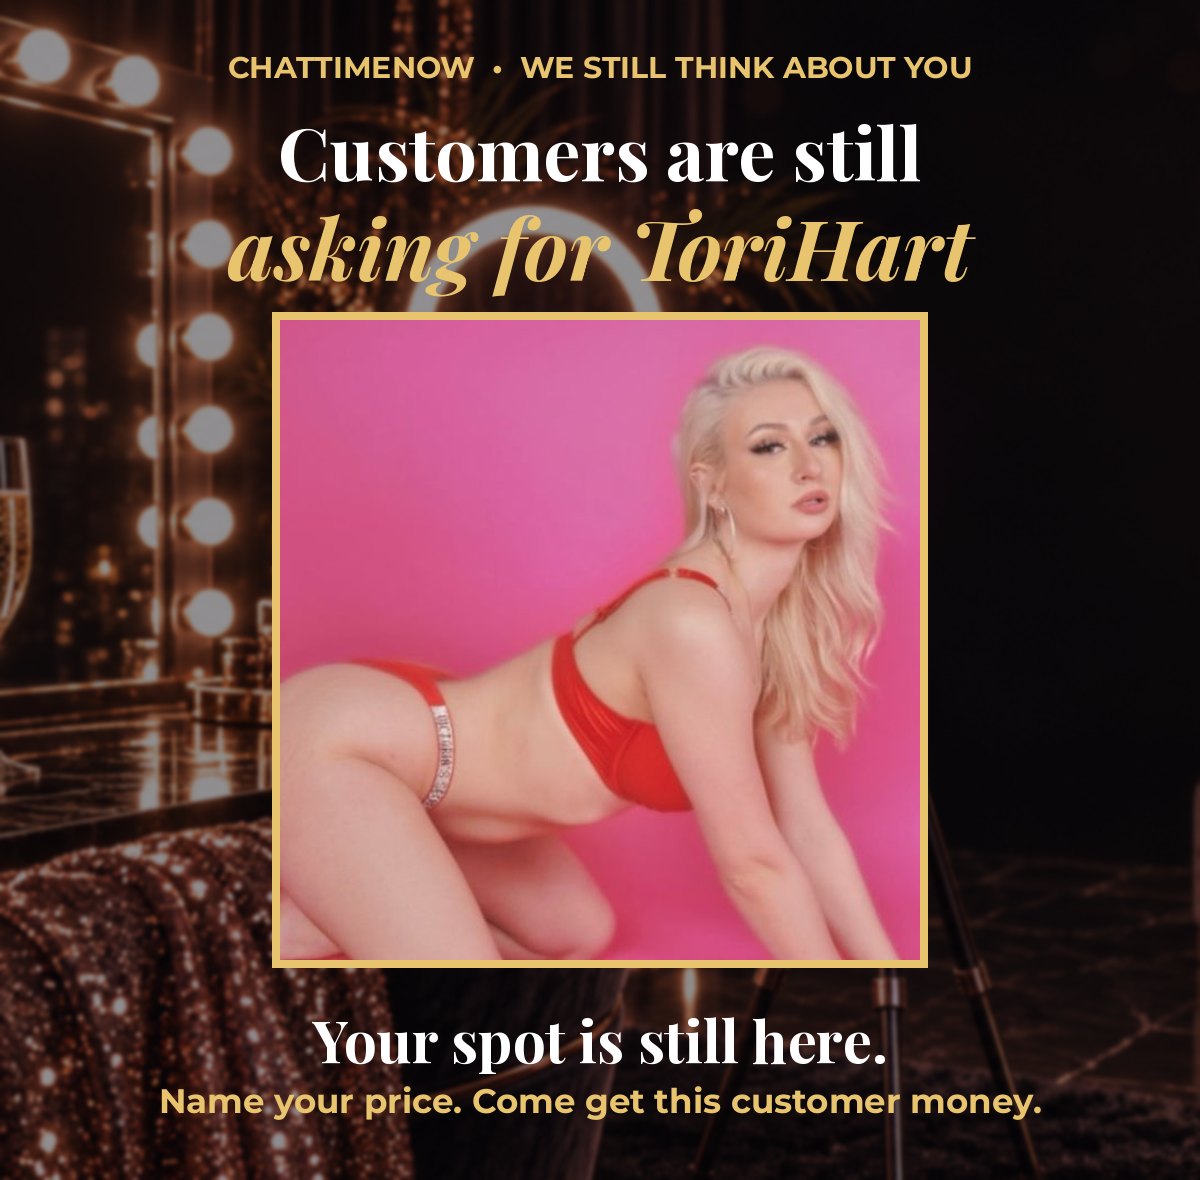 CHATTIMENOW • WE STILL THINK ABOUT YOU
Customers are still
asking for ToriHart
Your spot is still here.
Name your price. Come get this customer money.